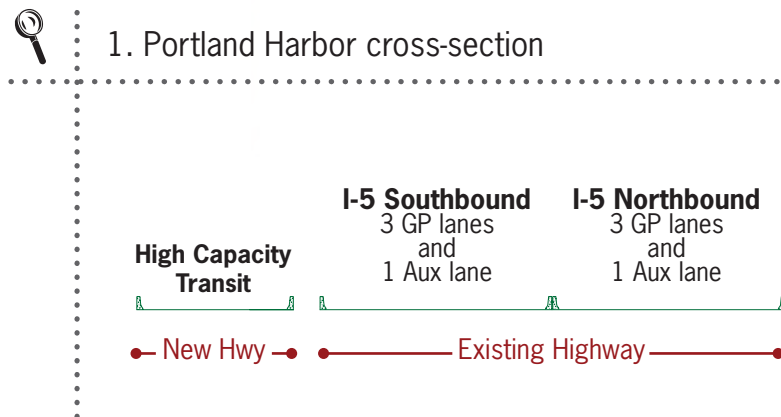 1. Portland Harbor cross-section
High Capacity
Transit
I-5 Southbound
3 GP lanes
and
1 Aux lane
I-5 Northbound
3 GP lanes
and
1 Aux lane
New Hwy
Existing Highway